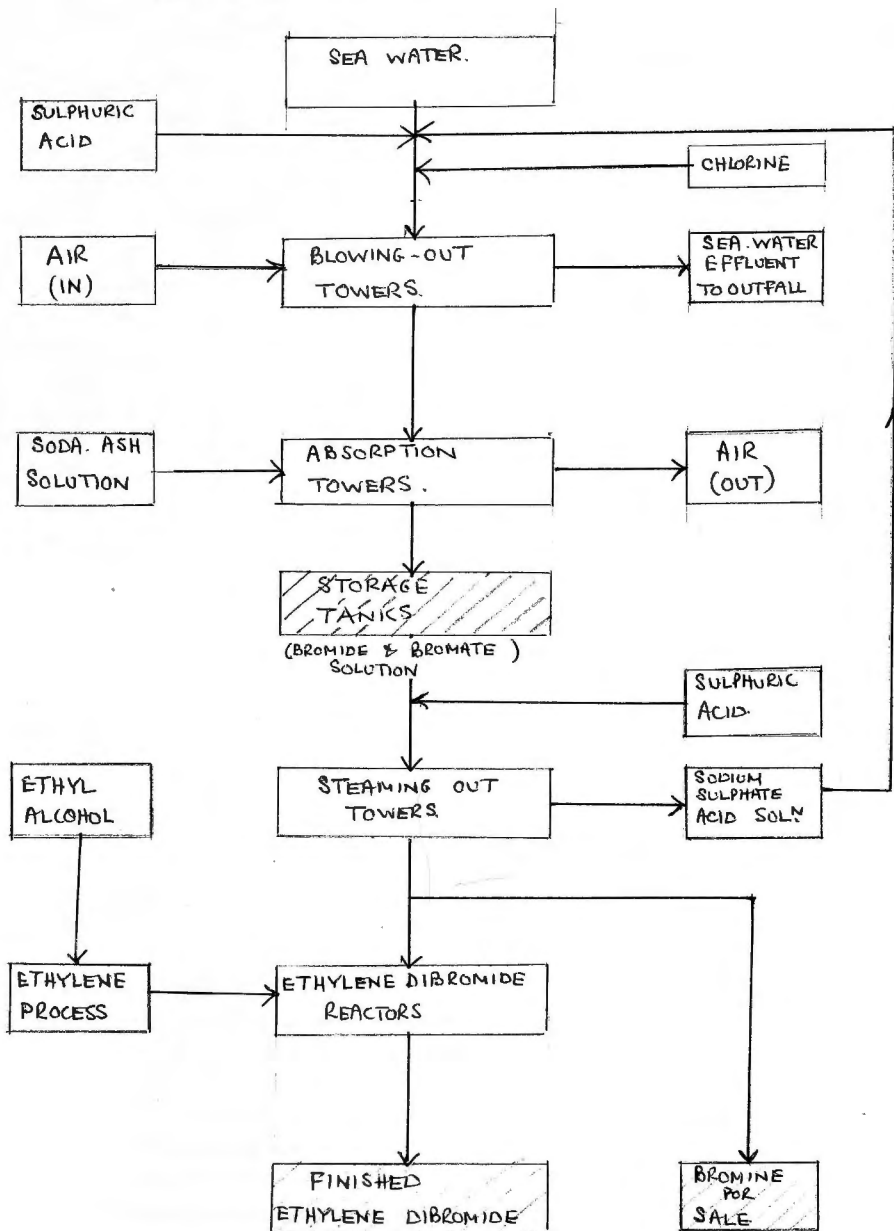 SEA WATER.
SULPHURIC
ACID
CHLORINE
AIR
(IN)
BLOWING-OUT
TOWERS.
SEA.WATER
EFFLUENT
TO OUTFALL
SODA. ASH
SOLUTION
ABSORPTION
TOWERS.
AIR
(OUT)
STORAGE
TANKS
(BROMIDE & BROMATE)
SOLUTION
SULPHURIC
ACID.
ETHYL
ALCOHOL
STEAMING OUT
TOWERS.
SODIUM
SULPHATE
ACID SOLN
ETHYLENE
PROCESS
ETHYLENE DIBROMIDE
REACTORS
FINISHED
ETHYLENE DIBROMIDE
BROMINE
FOR
SALE